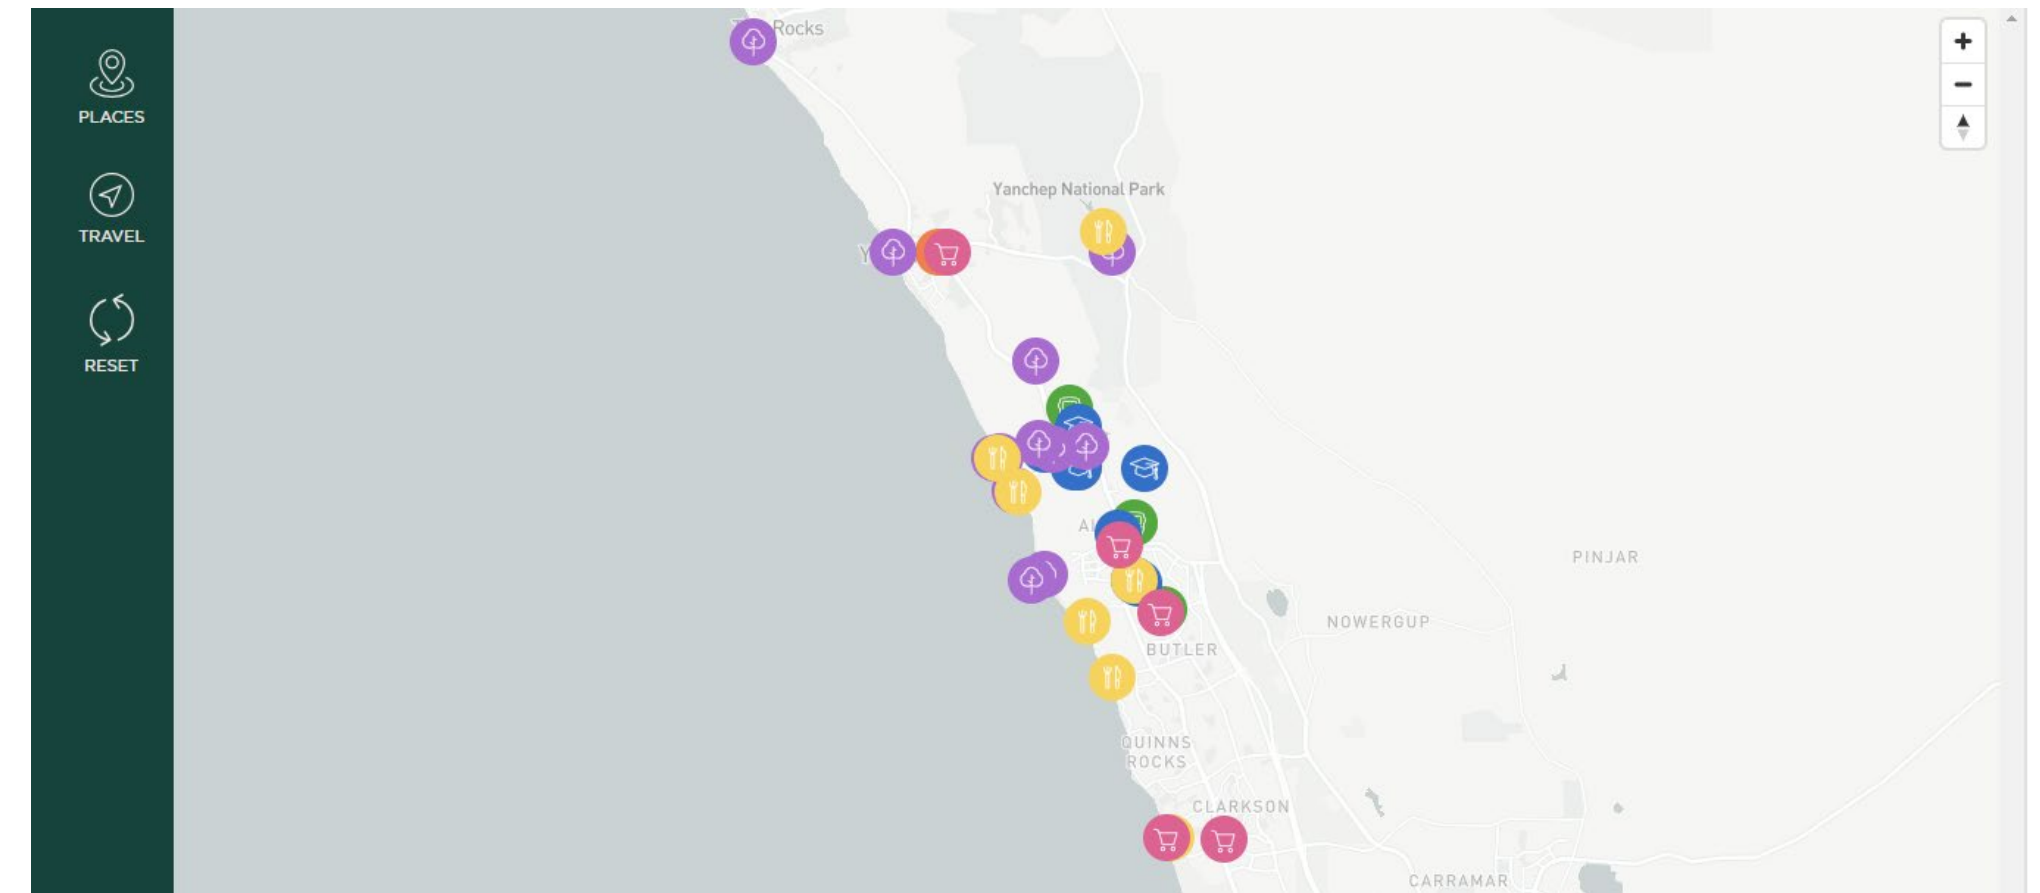 PLACES
TRAVEL
RESET
Rocks
Yanchep National Park
PINJAR
NOWERGUP
BUTLER
QUINNS
ROCKS
CLARKSON
CARRAMAR